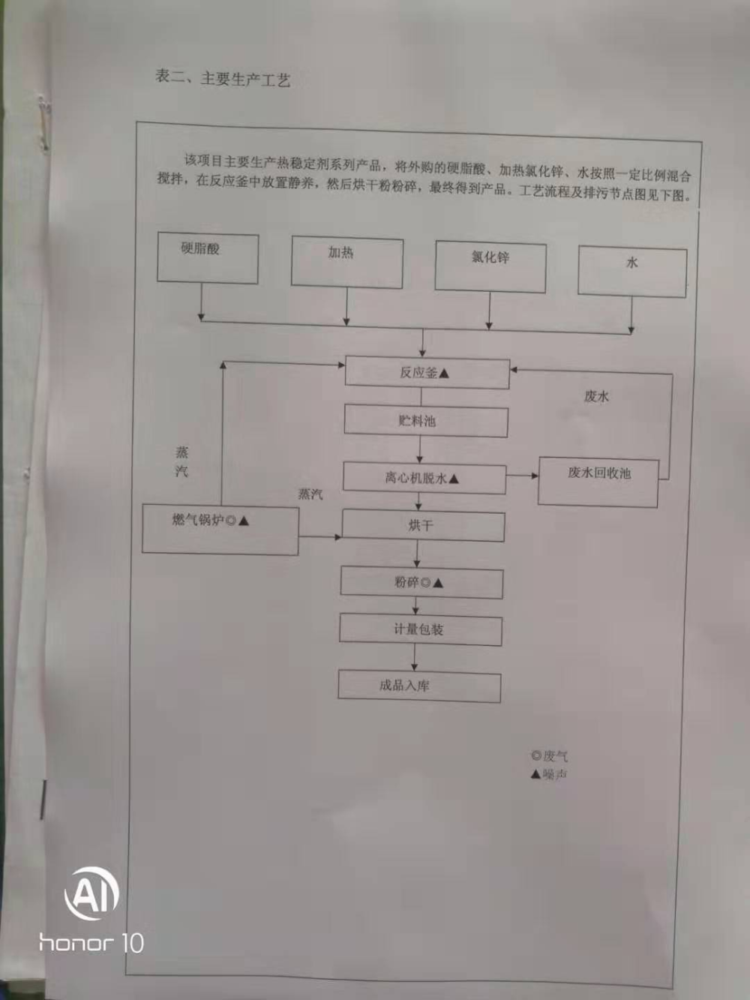 表二、主要生产工艺
该项目主要生产热稳定剂系列产品，将外购的硬脂酸、加热氯化锌、水按照一定比例混合
搅拌，在反应釜中放置静养，然后烘干粉粉碎，最终得到产品。工艺流程及排污节点图见下图。
硬脂酸
加热
氯化锌
水
反应釜▲
废水
贮料池
蒸
汽
离心机脱水▲
废水回收池
蒸汽
燃气锅炉◎▲
烘干
粉碎◎▲
计量包装
成品入库
◎废气
▲噪声
AI
honor 10